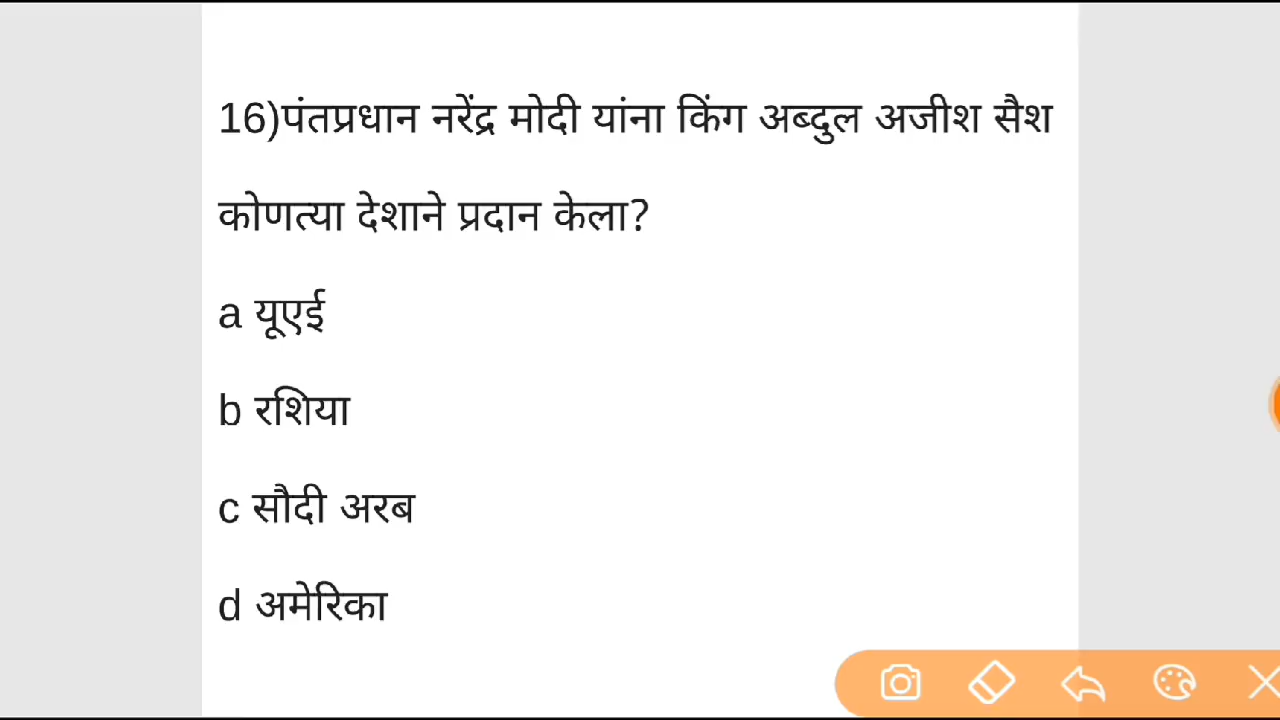 16)पंतप्रधान नरेंद्र मोदी यांना किंग अब्दुल अजीश सैश
कोणत्या देशाने प्रदान केला?
a यूएई
b रशिया
c सौदी अरब
d अमेरिका